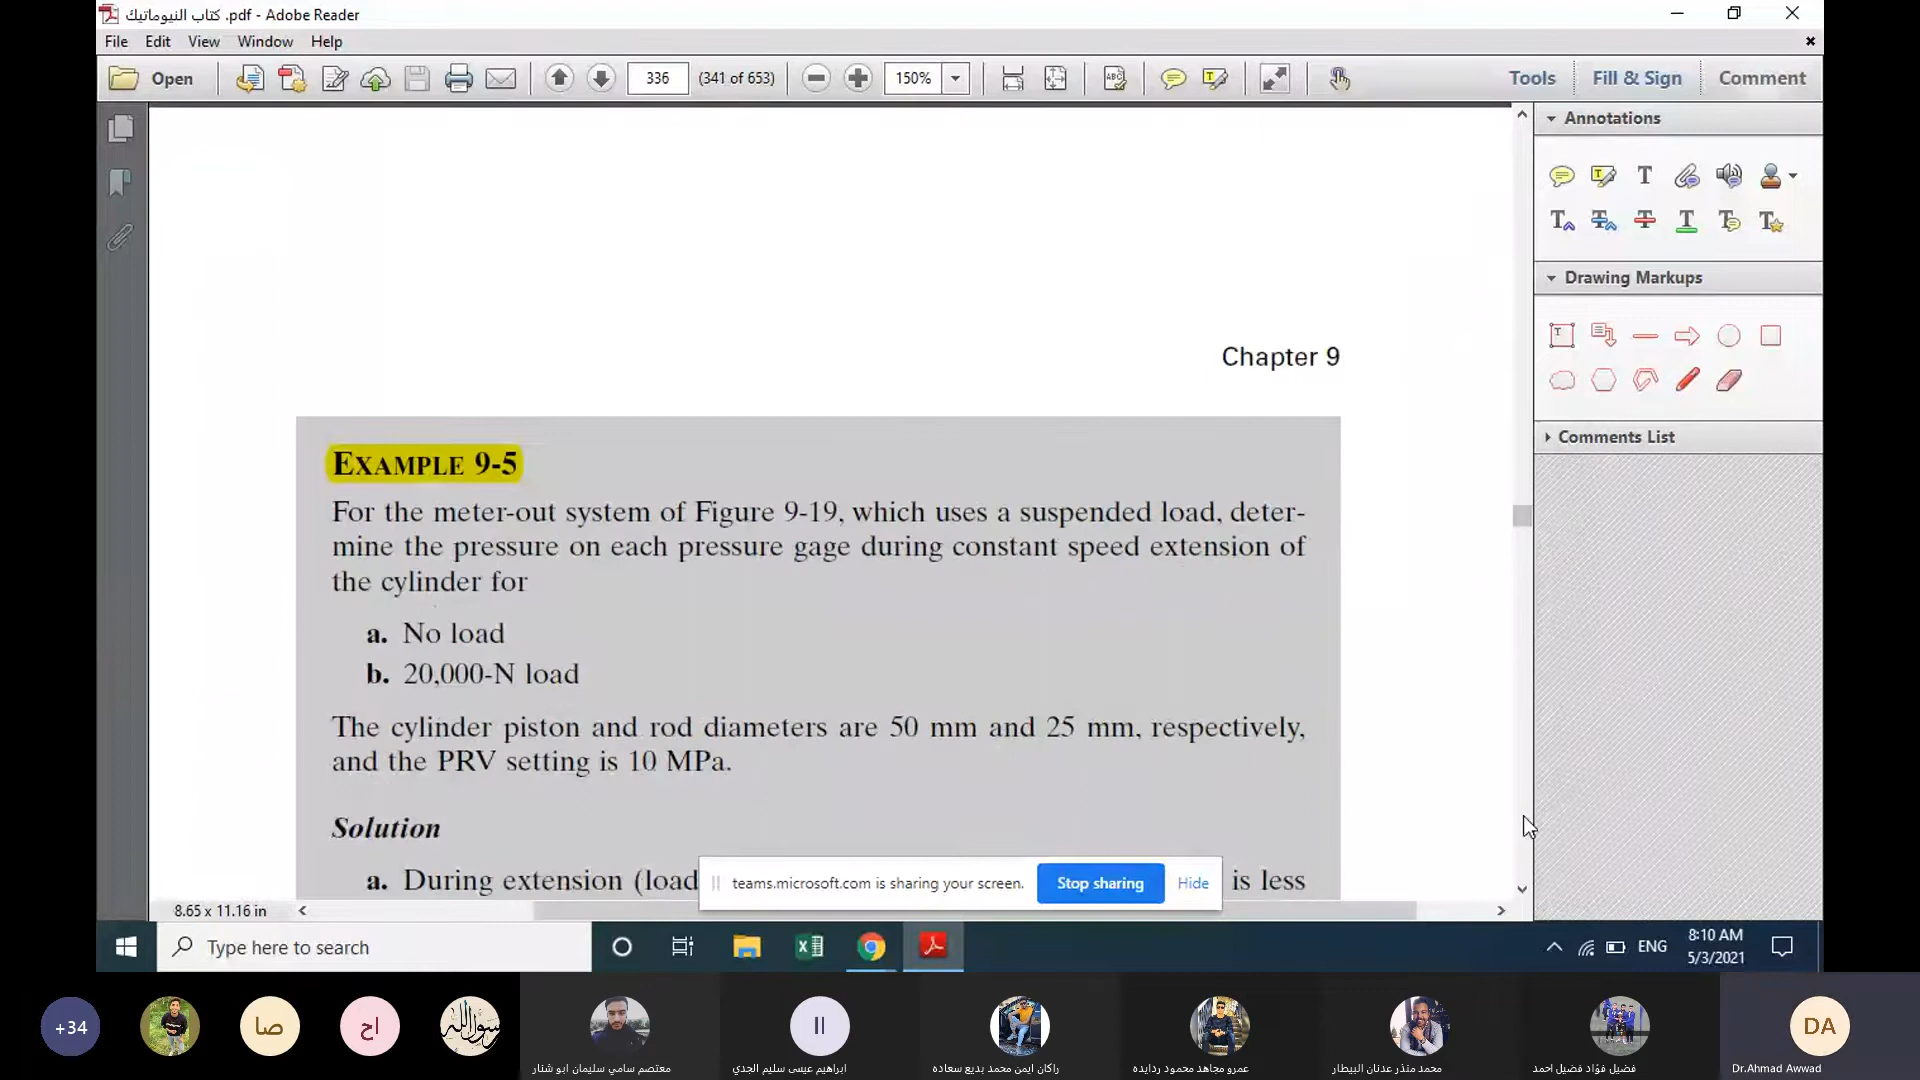 كتاب النيوماتيك .pdf - Adobe Reader
File Edit View Window Help
Open 336 (341 of 653) 150% Tools Fill & Sign Comment
Annotations
Drawing Markups
Comments List
Chapter 9
EXAMPLE 9-5
For the meter-out system of Figure 9-19, which uses a suspended load, deter-
mine the pressure on each pressure gage during constant speed extension of
the cylinder for
a. No load
b. 20,000-N load
The cylinder piston and rod diameters are 50 mm and 25 mm, respectively,
and the PRV setting is 10 MPa.
Solution
a. During extension (load is less
teams.microsoft.com is sharing your screen. Stop sharing Hide
8.65 x 11.16 in
Type here to search
ENG
8:10 AM
5/3/2021
+34
صا
اح
II
DA
معتصم سامي سليمان ابو شنار
ابراهيم عيسى سليم الجدي
راكان ايمن محمد بديع سعاده
عمرو مجاهد محمود ردايده
محمد منذر عدنان البيطار
فضيل فؤاد فضيل احمد
Dr.Ahmad Awwad